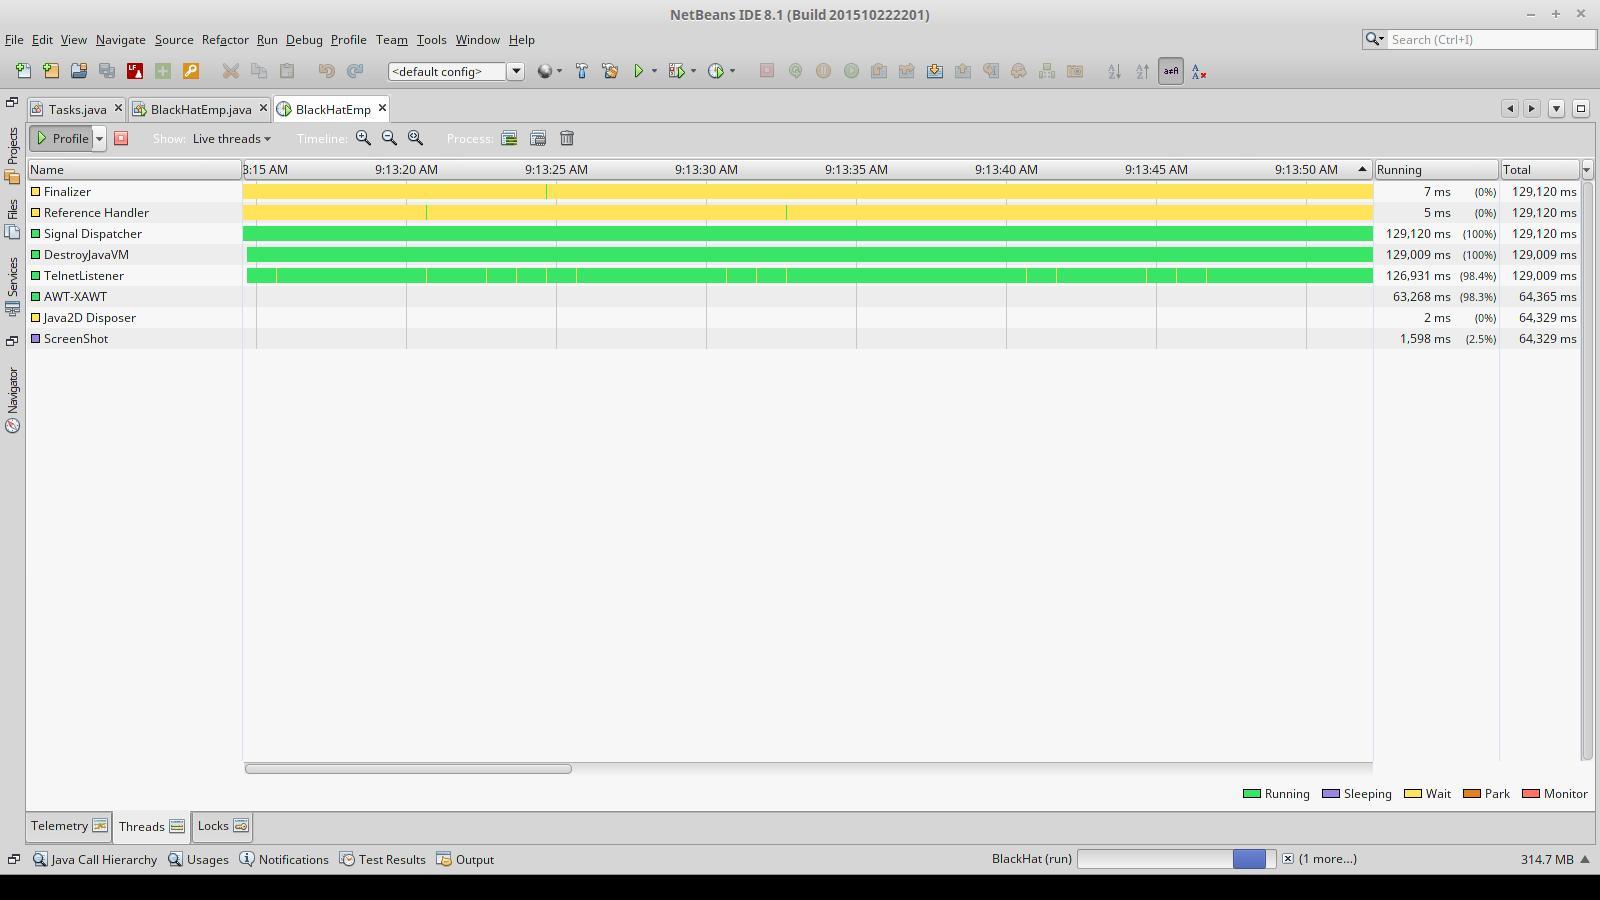 NetBeans IDE 8.1 (Build 201510222201)
File Edit View Navigate Source Refactor Run Debug Profile Team Tools Window Help
Search (Ctrl+I)
<default config>
Tasks.java BlackHatEmp.java BlackHatEmp
Profile Show: Live threads Timeline: Process:
Name 3:15 AM 9:13:20 AM 9:13:25 AM 9:13:30 AM 9:13:35 AM 9:13:40 AM 9:13:45 AM 9:13:50 AM Running Total
Finalizer 7 ms (0%) 129,120 ms
Reference Handler 5 ms (0%) 129,120 ms
Signal Dispatcher 129,120 ms (100%) 129,120 ms
DestroyJavaVM 129,009 ms (100%) 129,009 ms
TelnetListener 126,931 ms (98.4%) 129,009 ms
AWT-XAWT 63,268 ms (98.3%) 64,365 ms
Java2D Disposer 2 ms (0%) 64,329 ms
ScreenShot 1,598 ms (2.5%) 64,329 ms
Projects
Files
Services
Navigator
Running Sleeping Wait Park Monitor
Telemetry Threads Locks
Java Call Hierarchy Usages Notifications Test Results Output BlackHat (run) (1 more...) 314.7 MB